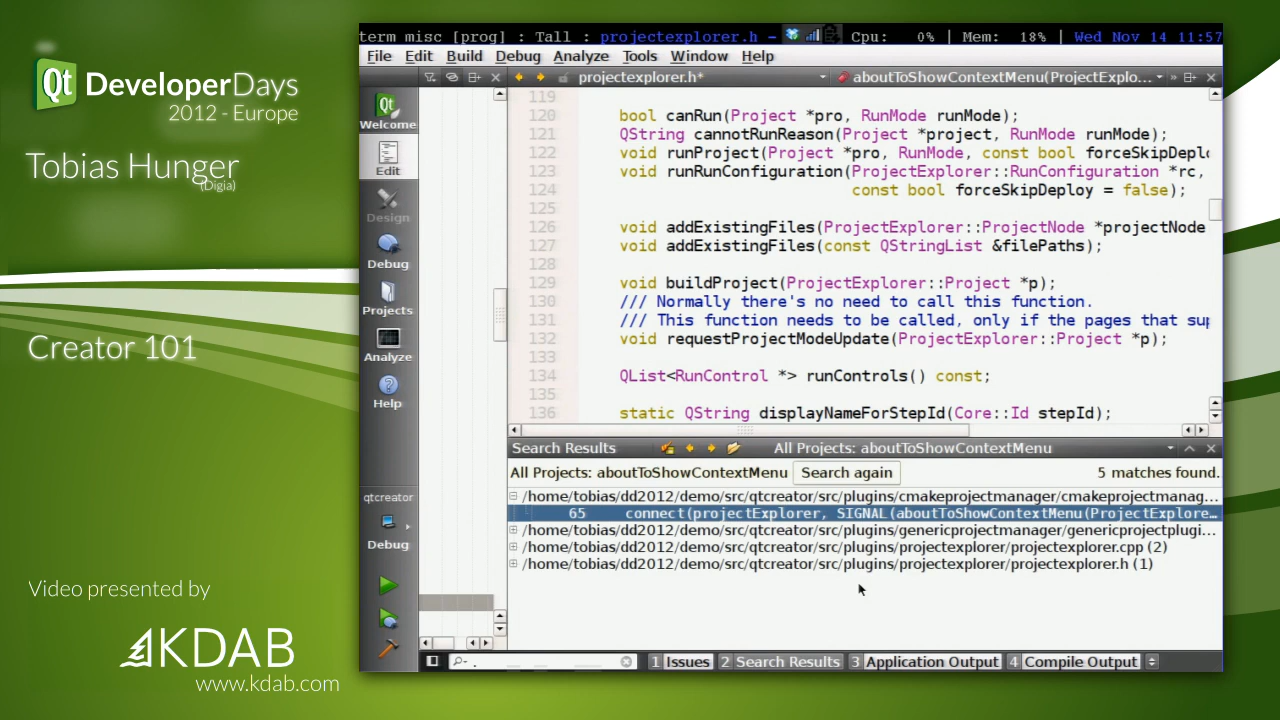 Qt DeveloperDays
2012 - Europe
Tobias Hunger
(Digia)
Creator 101
Video presented by
KDAB
www.kdab.com
term misc [prog] : Tall : projectexplorer.h – Cpu: 0% | Mem: 18% | Wed Nov 14 11:57
File Edit Build Debug Analyze Tools Window Help
projectexplorer.h* aboutToShowContextMenu(ProjectExplo...
Qt
Welcome
Edit
Design
Debug
Projects
Analyze
Help
qtcreator
Debug
119
120 bool canRun(Project *pro, RunMode runMode);
121 QString cannotRunReason(Project *project, RunMode runMode);
122 void runProject(Project *pro, RunMode, const bool forceSkipDeplo
123 void runRunConfiguration(ProjectExplorer::RunConfiguration *rc,
124 const bool forceSkipDeploy = false);
125
126 void addExistingFiles(ProjectExplorer::ProjectNode *projectNode
127 void addExistingFiles(const QStringList &filePaths);
128
129 void buildProject(ProjectExplorer::Project *p);
130 /// Normally there's no need to call this function.
131 /// This function needs to be called, only if the pages that sup
132 void requestProjectModeUpdate(ProjectExplorer::Project *p);
133
134 QList<RunControl *> runControls() const;
135
136 static QString displayNameForStepId(Core::Id stepId);
Search Results All Projects: aboutToShowContextMenu
All Projects: aboutToShowContextMenu Search again 5 matches found.
/home/tobias/dd2012/demo/src/qtcreator/src/plugins/cmakeprojectmanager/cmakeprojectmanag...
65 connect(projectExplorer, SIGNAL(aboutToShowContextMenu(ProjectExplore...
/home/tobias/dd2012/demo/src/qtcreator/src/plugins/genericprojectmanager/genericprojectplugi...
/home/tobias/dd2012/demo/src/qtcreator/src/plugins/projectexplorer/projectexplorer.cpp (2)
/home/tobias/dd2012/demo/src/qtcreator/src/plugins/projectexplorer/projectexplorer.h (1)
1 Issues 2 Search Results 3 Application Output 4 Compile Output